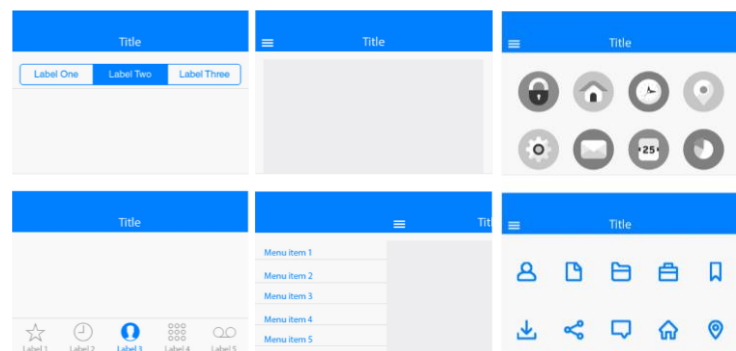 Title
Label One Label Two Label Three
Title
Title
25
Title
Label 1 Label 2 Label 3 Label 4 Label 5
Titl
Menu item 1
Menu item 2
Menu item 3
Menu item 4
Menu item 5
Title